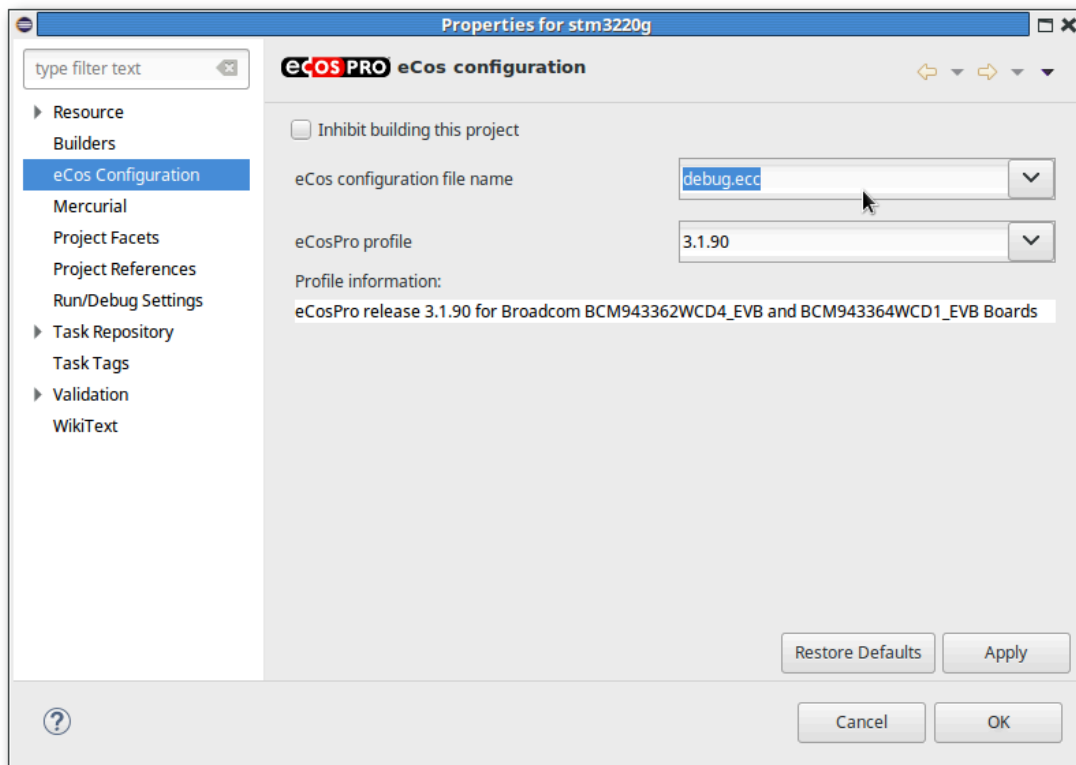 Properties for stm3220g
type filter text
Resource
Builders
eCos Configuration
Mercurial
Project Facets
Project References
Run/Debug Settings
Task Repository
Task Tags
Validation
WikiText
eCosPRO eCos configuration
Inhibit building this project
eCos configuration file name debug.ecc
eCosPro profile 3.1.90
Profile information:
eCosPro release 3.1.90 for Broadcom BCM943362WCD4_EVB and BCM943364WCD1_EVB Boards
Restore Defaults Apply
? Cancel OK